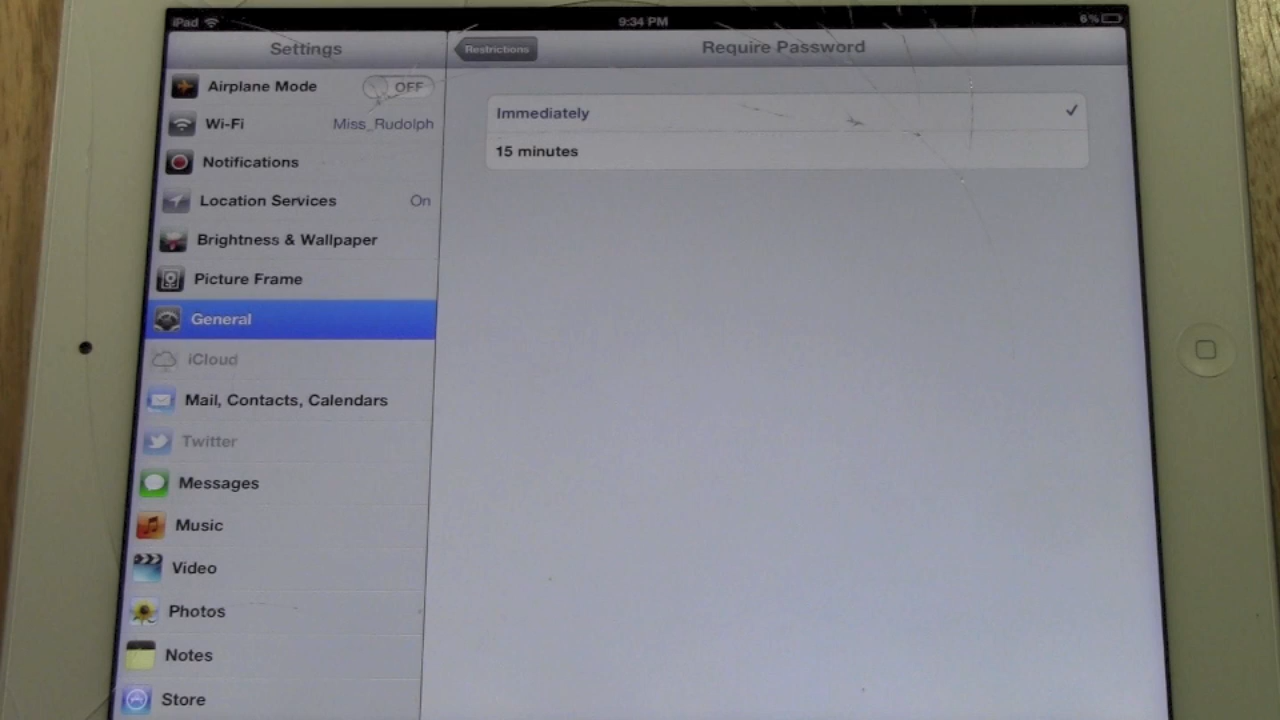 iPad 9:34 PM 6%
Settings
Restrictions Require Password
Airplane Mode OFF
Wi-Fi Miss_Rudolph
Notifications
Location Services On
Brightness & Wallpaper
Picture Frame
General
iCloud
Mail, Contacts, Calendars
Twitter
Messages
Music
Video
Photos
Notes
Store
Immediately
15 minutes